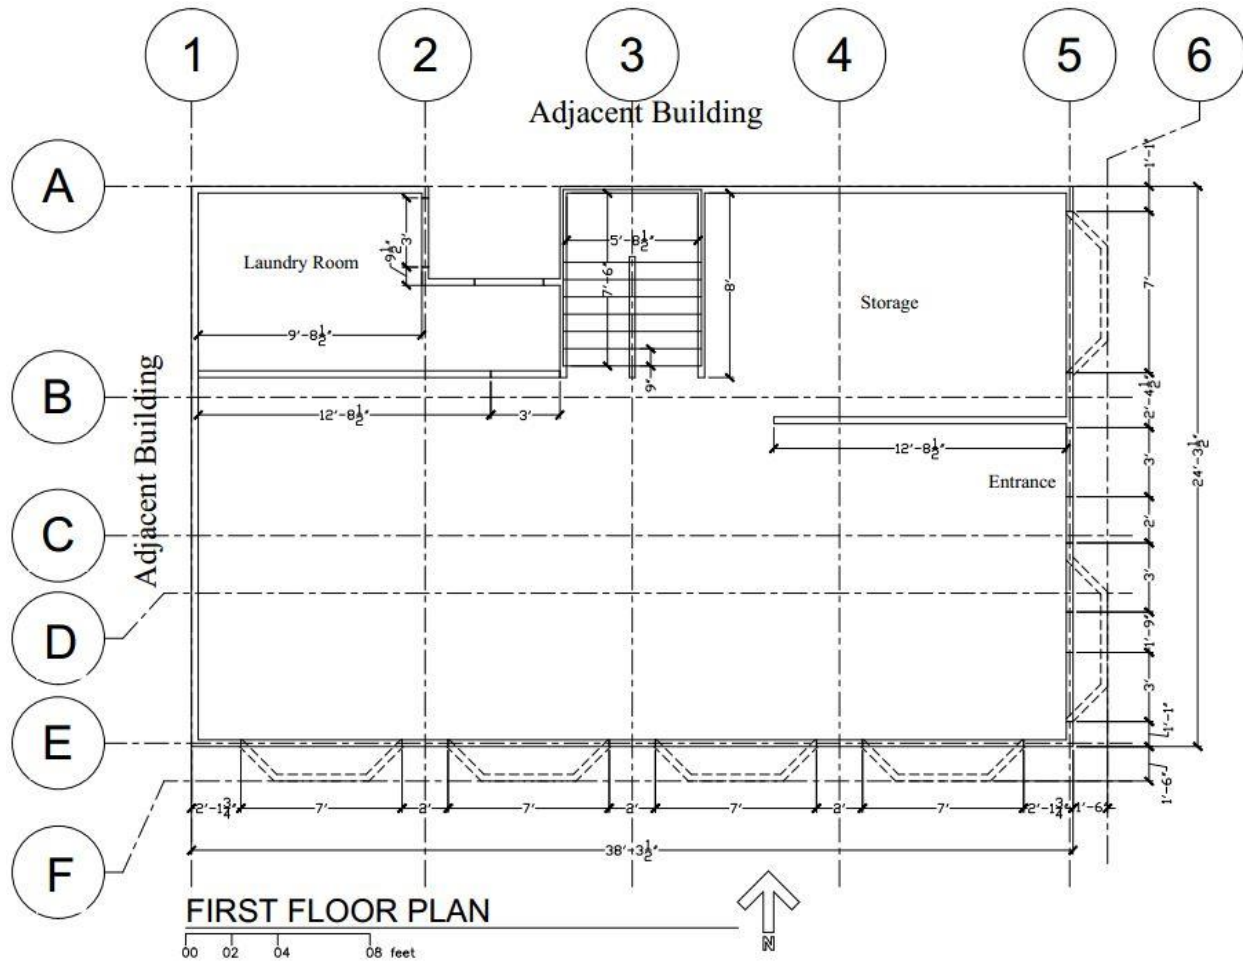 1 2 3 4 5 6
Adjacent Building
A
1'-1"
3'
9½"
5'-8½"
7'-6"
Laundry Room
8'
Storage
7'
9'-8½"
9"
B
Adjacent Building
12'-8½" 3'
2'-4½"
12'-8½"
24'-3½"
3'
Entrance
C
2'
3'
D
1'-9"
3'
1'-1"
E
1'-6"
2'-1¾" 7' 2' 7' 2' 7' 2' 7' 2'-1¾" 1'-6"
38'-3½"
F
FIRST FLOOR PLAN
N
00 02 04 08 feet